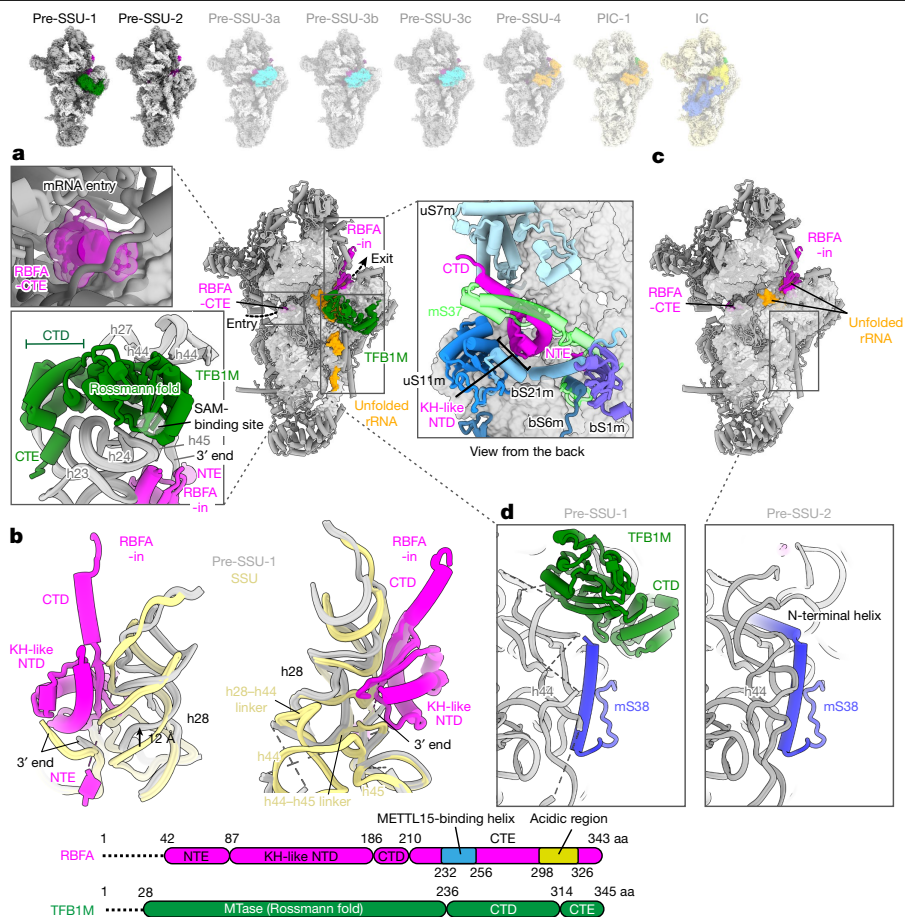 Pre-SSU-1 Pre-SSU-2 Pre-SSU-3a Pre-SSU-3b Pre-SSU-3c Pre-SSU-4 PIC-1 IC
a
mRNA entry
RBFA
-CTE
CTD
h27
h44
h44
Rossmann fold
TFB1M
SAM-
binding site
h45
3′ end
CTE
h24
h23
NTE
RBFA
-in
RBFA
-in
Exit
RBFA
-CTE
Entry
TFB1M
Unfolded
rRNA
uS7m
CTD
mS37
NTE
uS11m
bS21m
KH-like
NTD
bS6m
bS1m
View from the back
c
RBFA
-in
RBFA
-CTE
Unfolded
rRNA
b
RBFA
-in
CTD
KH-like
NTD
h28
12 Å
3′ end
NTE
Pre-SSU-1
SSU
RBFA
-in
CTD
h28
h28–h44
linker
KH-like
NTD
3′ end
h44
h45
h44–h45 linker
d
Pre-SSU-1
TFB1M
CTD
h44
mS38
Pre-SSU-2
N-terminal helix
h44
mS38
METTL15-binding helix
Acidic region
1 42 87 186 210 CTE 343 aa
RBFA NTE KH-like NTD CTD
232 256 298 326
1 28 236 314 345 aa
TFB1M MTase (Rossmann fold) CTD CTE